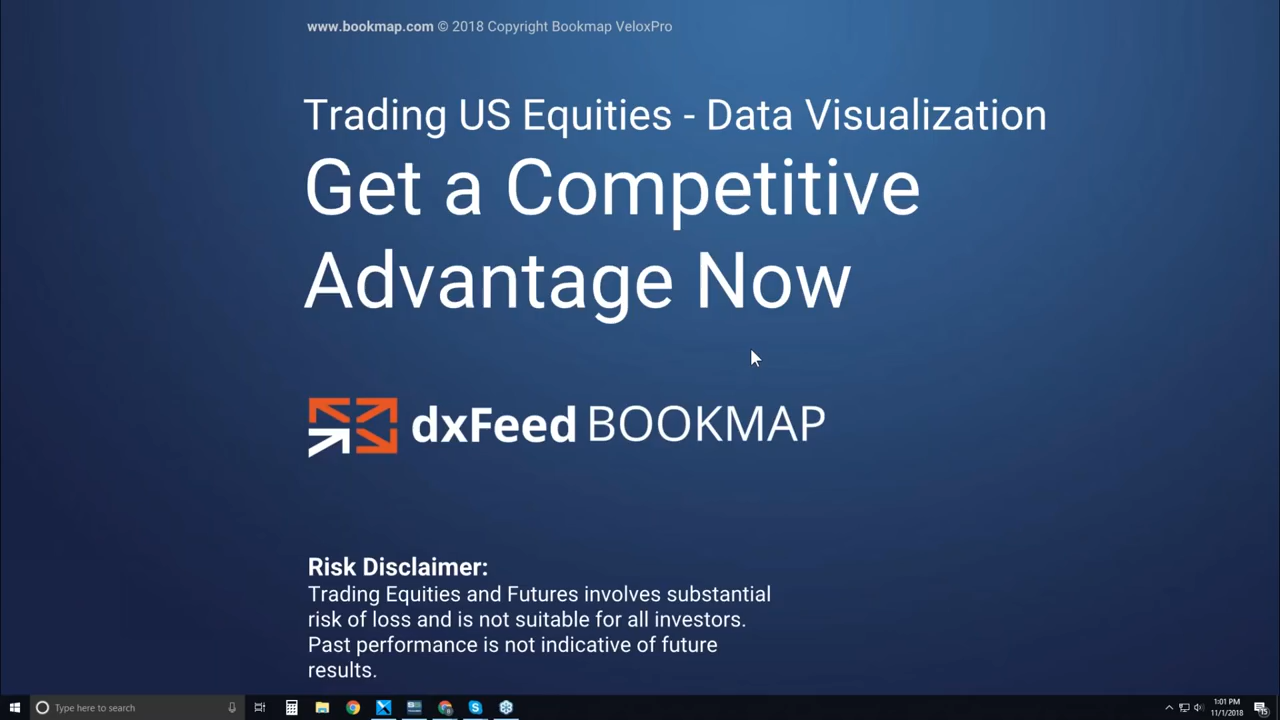 www.bookmap.com © 2018 Copyright Bookmap VeloxPro
Trading US Equities - Data Visualization
Get a Competitive
Advantage Now
dxFeed BOOKMAP
Risk Disclaimer:
Trading Equities and Futures involves substantial
risk of loss and is not suitable for all investors.
Past performance is not indicative of future
results.
Type here to search
1:01 PM
11/1/2018
15